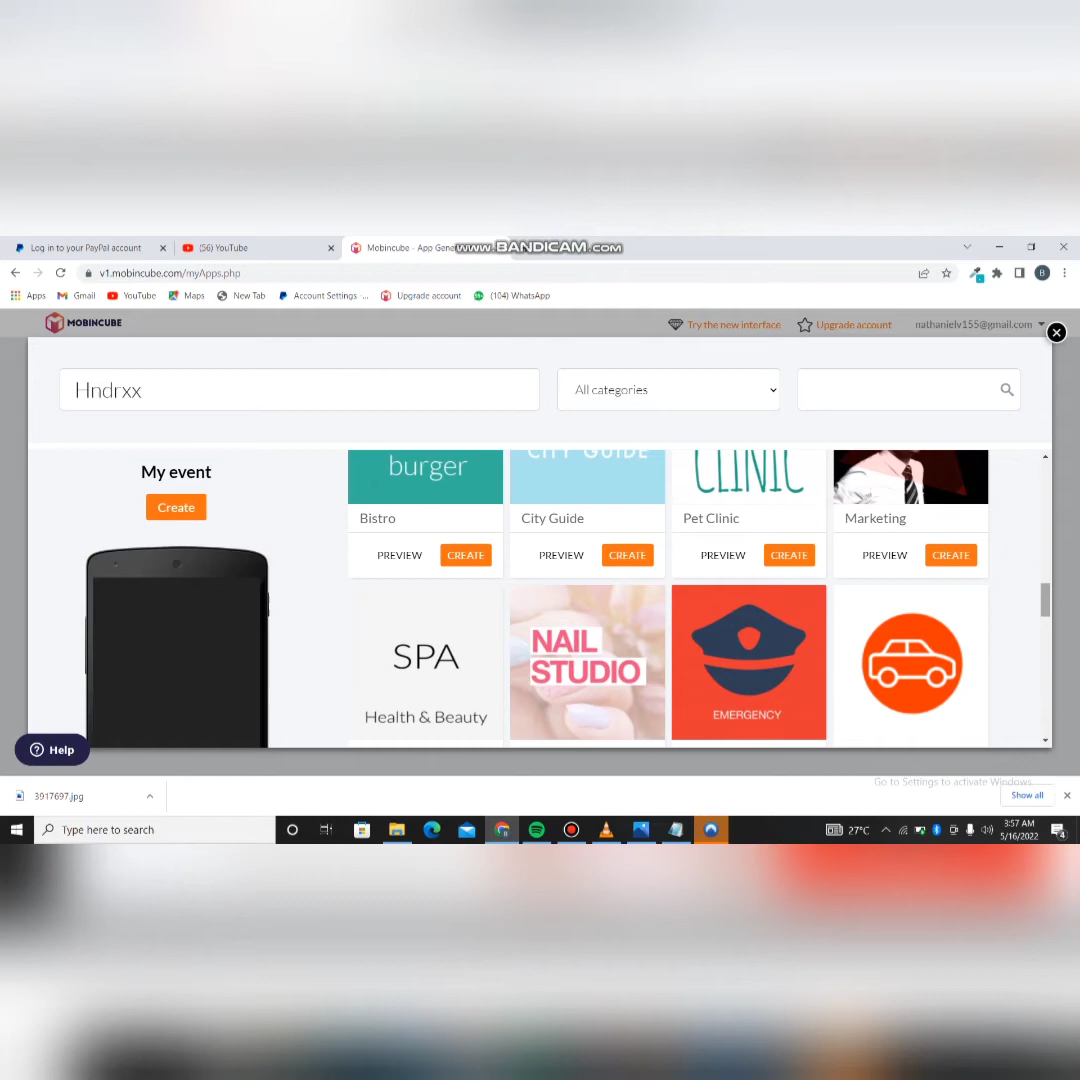 Log in to your PayPal account
(56) YouTube
Mobincube - App Gene
www.BANDICAM.com
v1.mobincube.com/myApps.php
B
Apps
Gmail
YouTube
Maps
New Tab
Account Settings - ...
Upgrade account
(104) WhatsApp
MOBINCUBE
Try the new interface
Upgrade account
nathanielv155@gmail.com
Hndrxx
All categories
My event
Create
burger
CITY GUIDE
CLINIC
Bistro
City Guide
Pet Clinic
Marketing
PREVIEW
CREATE
PREVIEW
CREATE
PREVIEW
CREATE
PREVIEW
CREATE
SPA
Health & Beauty
NAIL
STUDIO
EMERGENCY
Help
Go to Settings to activate Windows.
3917697.jpg
Show all
Type here to search
27°C
3:57 AM
5/16/2022
4